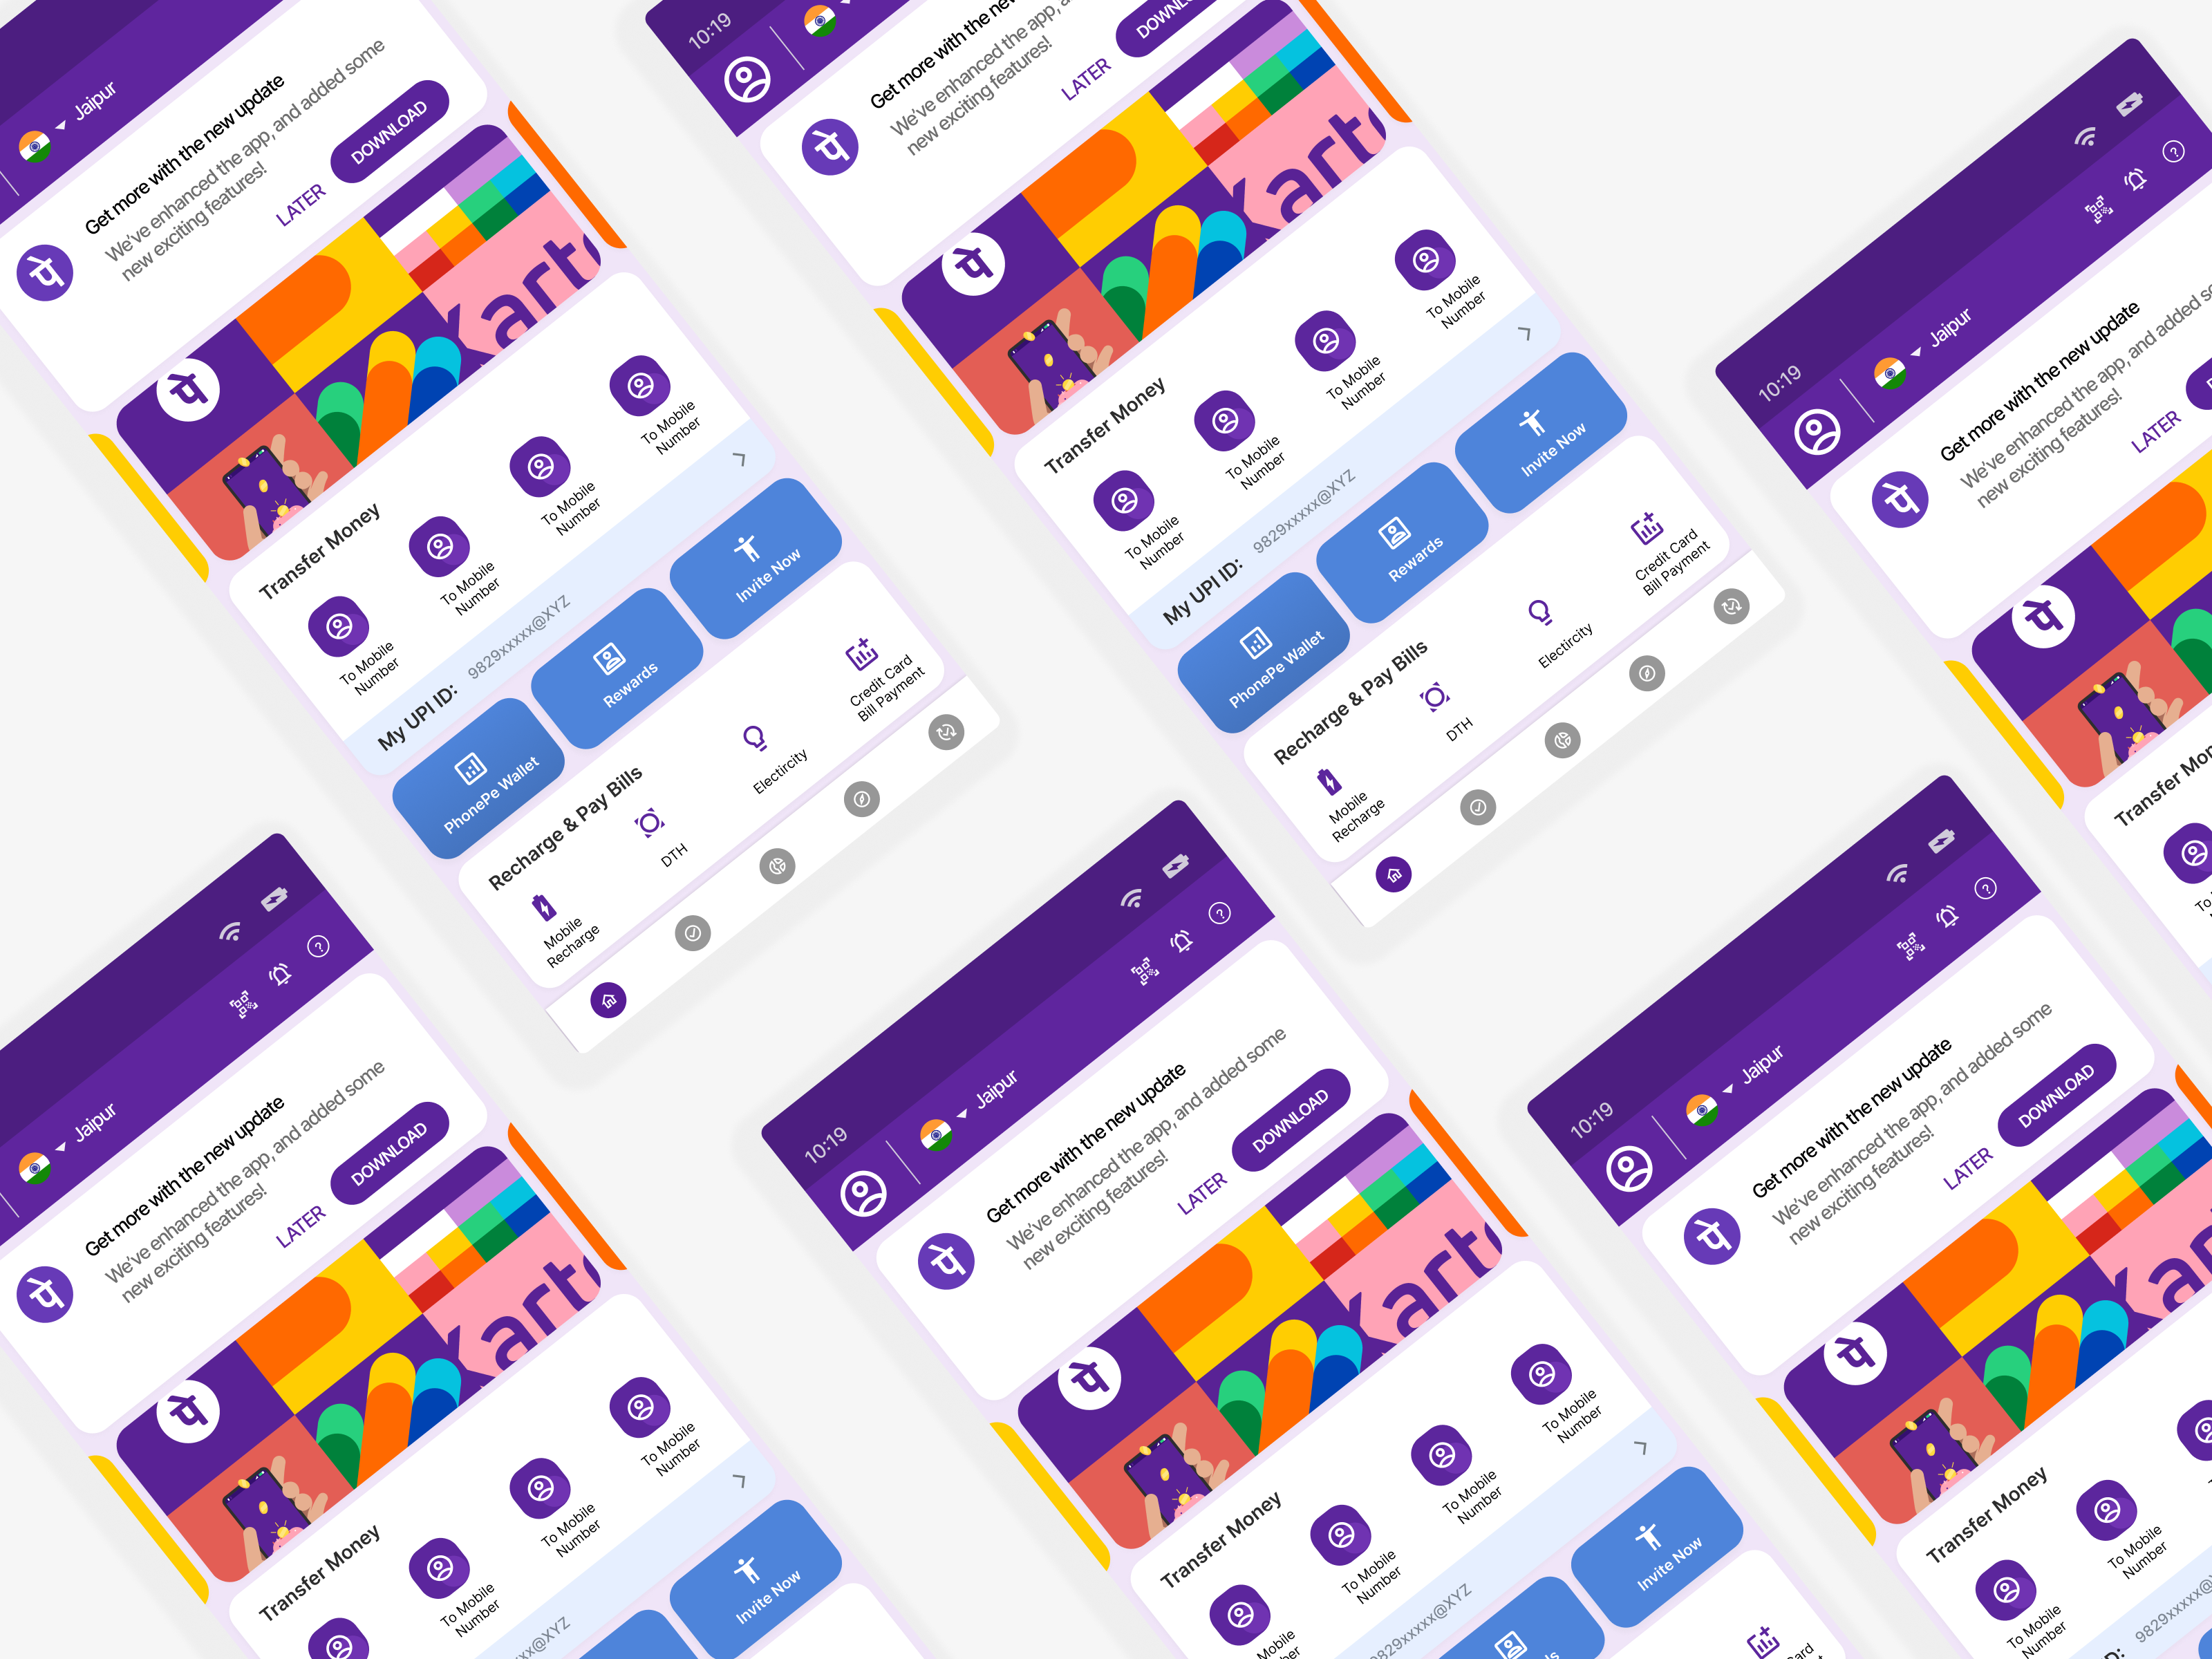 Jaipur
पे
Get more with the new update
We've enhanced the app, and added some
new exciting features!
LATER
DOWNLOAD
पे
Kart
Transfer Money
To Mobile
Number
To Mobile
Number
To Mobile
Number
To Mobile
Number
My UPI ID:
9829xxxxx@XYZ
PhonePe Wallet
Rewards
Invite Now
Recharge & Pay Bills
Mobile
Recharge
DTH
Electircity
Credit Card
Bill Payment
10:19
पे
Get more with the new
We've enhanced the app,
new exciting features!
LATER
पे
Kart
Transfer Money
To Mobile
Number
To Mobile
Number
To Mobile
Number
To Mobile
Number
My UPI ID:
9829xxxxx@XYZ
PhonePe Wallet
Rewards
Invite Now
Recharge & Pay Bills
Mobile
Recharge
DTH
Electircity
Credit Card
Bill Payment
10:19
Jaipur
पे
Get more with the new update
We've enhanced the app, and added
new exciting features!
LATER
पे
Transfer
Jaipur
पे
Get more with the new update
We've enhanced the app, and added some
new exciting features!
LATER
DOWNLOAD
पे
Kart
Transfer Money
To Mobile
Number
To Mobile
Number
To Mobile
Number
xx@XYZ
Invite Now
10:19
Jaipur
पे
Get more with the new update
We've enhanced the app, and added some
new exciting features!
LATER
DOWNLOAD
पे
Kart
Transfer Money
Mobile
To Mobile
Number
To Mobile
Number
To Mobile
Number
9829xxxxx@XYZ
Invite Now
10:19
Jaipur
पे
Get more with the new update
We've enhanced the app, and added some
new exciting features!
LATER
DOWNLOAD
पे
Kar
Transfer Money
To Mobile
Number
To Mobile
Number
ID:
9829xxxxx@